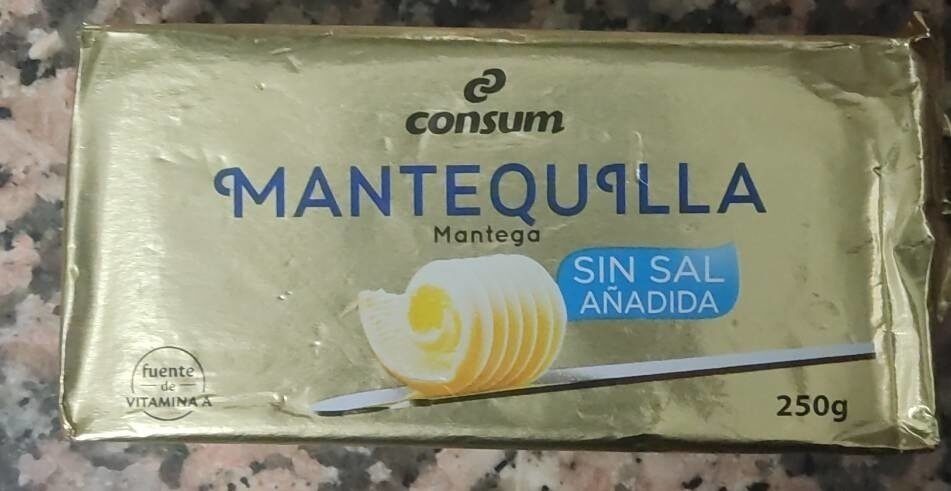 consum
MANTEQUILLA
Mantega
SIN SAL
AÑADIDA
fuente
de
VITAMINA A
250g